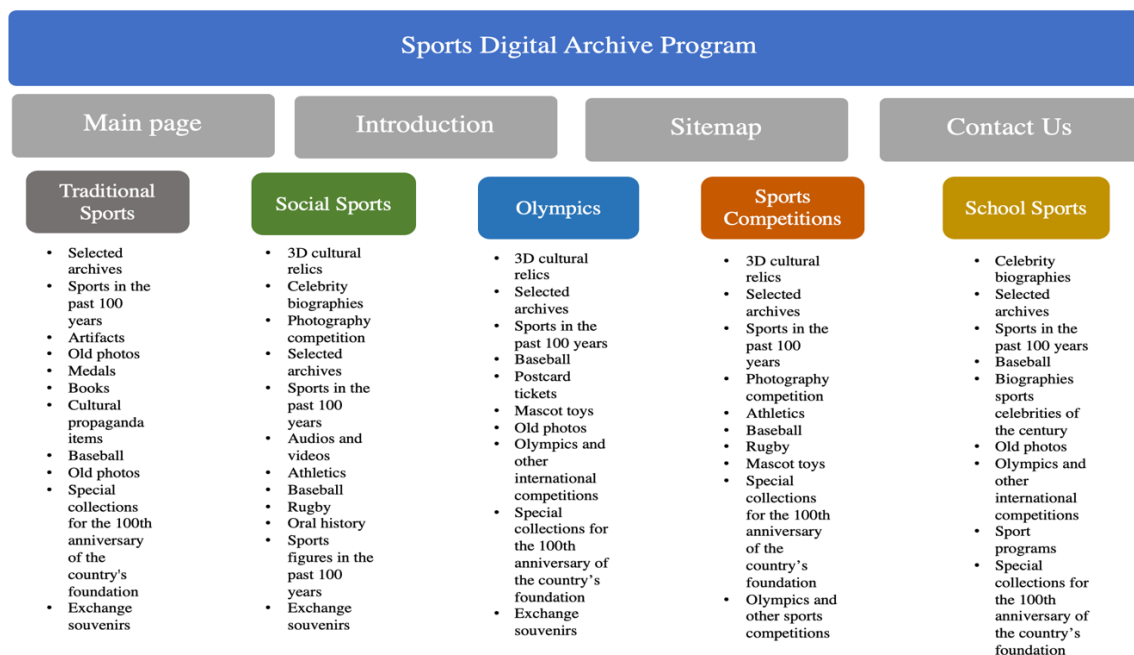 Sports Digital Archive Program
Main page
Introduction
Sitemap
Contact Us
Traditional
Sports
• Selected
archives
• Sports in the
past 100
years
• Artifacts
• Old photos
• Medals
• Books
• Cultural
propaganda
items
• Baseball
• Old photos
• Special
collections
for the 100th
anniversary
of the
country's
foundation
• Exchange
souvenirs
Social Sports
• 3D cultural
relics
• Celebrity
biographies
• Photography
competition
• Selected
archives
• Sports in the
past 100
years
• Audios and
videos
• Athletics
• Baseball
• Rugby
• Oral history
• Sports
figures in the
past 100
years
• Exchange
souvenirs
Olympics
• 3D cultural
relics
• Selected
archives
• Sports in the
past 100 years
• Baseball
• Postcard
tickets
• Mascot toys
• Old photos
• Olympics and
other
international
competitions
• Special
collections for
the 100th
anniversary of
the country’s
foundation
• Exchange
souvenirs
Sports
Competitions
• 3D cultural
relics
• Selected
archives
• Sports in the
past 100
years
• Photography
competition
• Athletics
• Baseball
• Rugby
• Mascot toys
• Special
collections
for the 100th
anniversary
of the
country’s
foundation
• Olympics and
other sports
competitions
School Sports
• Celebrity
biographies
• Selected
archives
• Sports in the
past 100 years
• Baseball
• Biographies
sports
celebrities of
the century
• Old photos
• Olympics and
other
international
competitions
• Sport
programs
• Special
collections for
the 100th
anniversary of
the country’s
foundation